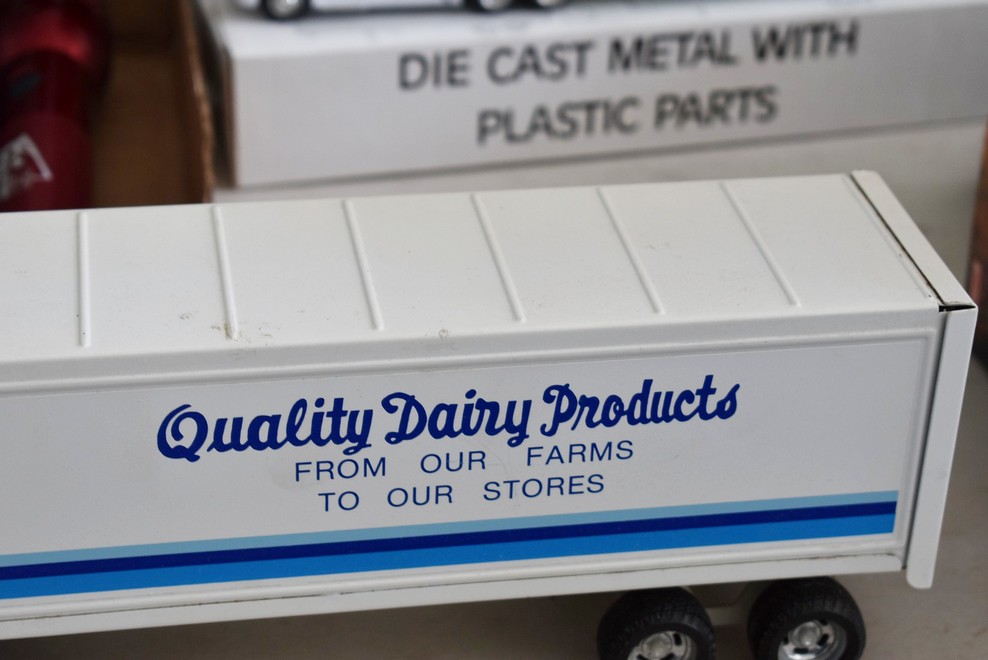 DIE CAST METAL WITH
PLASTIC PARTS
Quality Dairy Products
FROM OUR FARMS
TO OUR STORES